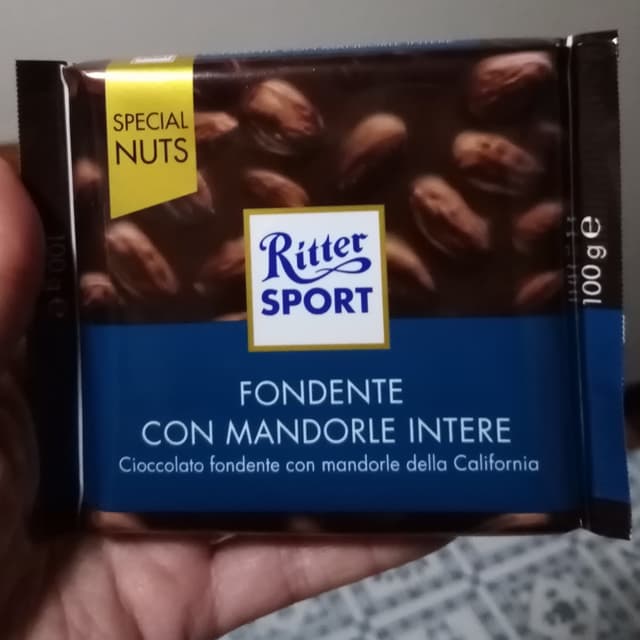 SPECIAL
NUTS
Ritter
SPORT
100 g e
FONDENTE
CON MANDORLE INTERE
Cioccolato fondente con mandorle della California